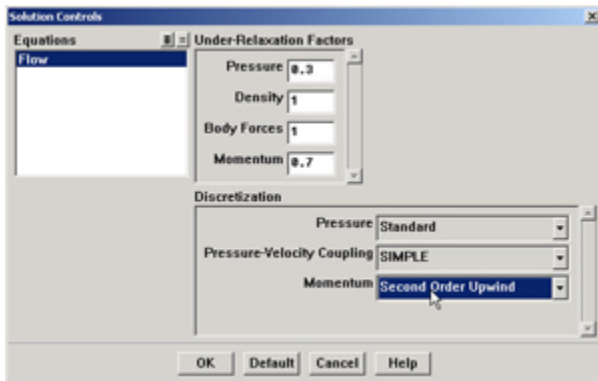 Solution Controls
Equations
Flow
Under-Relaxation Factors
Pressure 0.3
Density 1
Body Forces 1
Momentum 0.7
Discretization
Pressure Standard
Pressure-Velocity Coupling SIMPLE
Momentum Second Order Upwind
OK Default Cancel Help